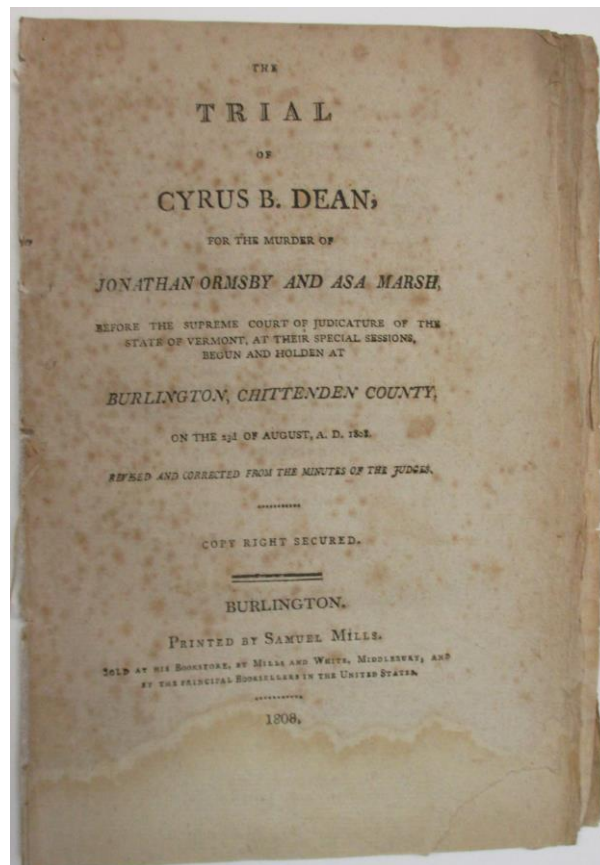 THE
TRIAL
OF
CYRUS B. DEAN,
FOR THE MURDER OF
JONATHAN ORMSBY AND ASA MARSH,
BEFORE THE SUPREME COURT OF JUDICATURE OF THE
STATE OF VERMONT, AT THEIR SPECIAL SESSIONS,
BEGUN AND HOLDEN AT
BURLINGTON, CHITTENDEN COUNTY,
ON THE 23d OF AUGUST, A. D. 1808.
REVISED AND CORRECTED FROM THE MINUTES OF THE JUDGES.
COPY RIGHT SECURED.
BURLINGTON.
PRINTED BY SAMUEL MILLS.
SOLD AT HIS BOOKSTORE, BY MILLS AND WHITE, MIDDLEBURY, AND
BY THE PRINCIPAL BOOKSELLERS IN THE UNITED STATES.
1808.